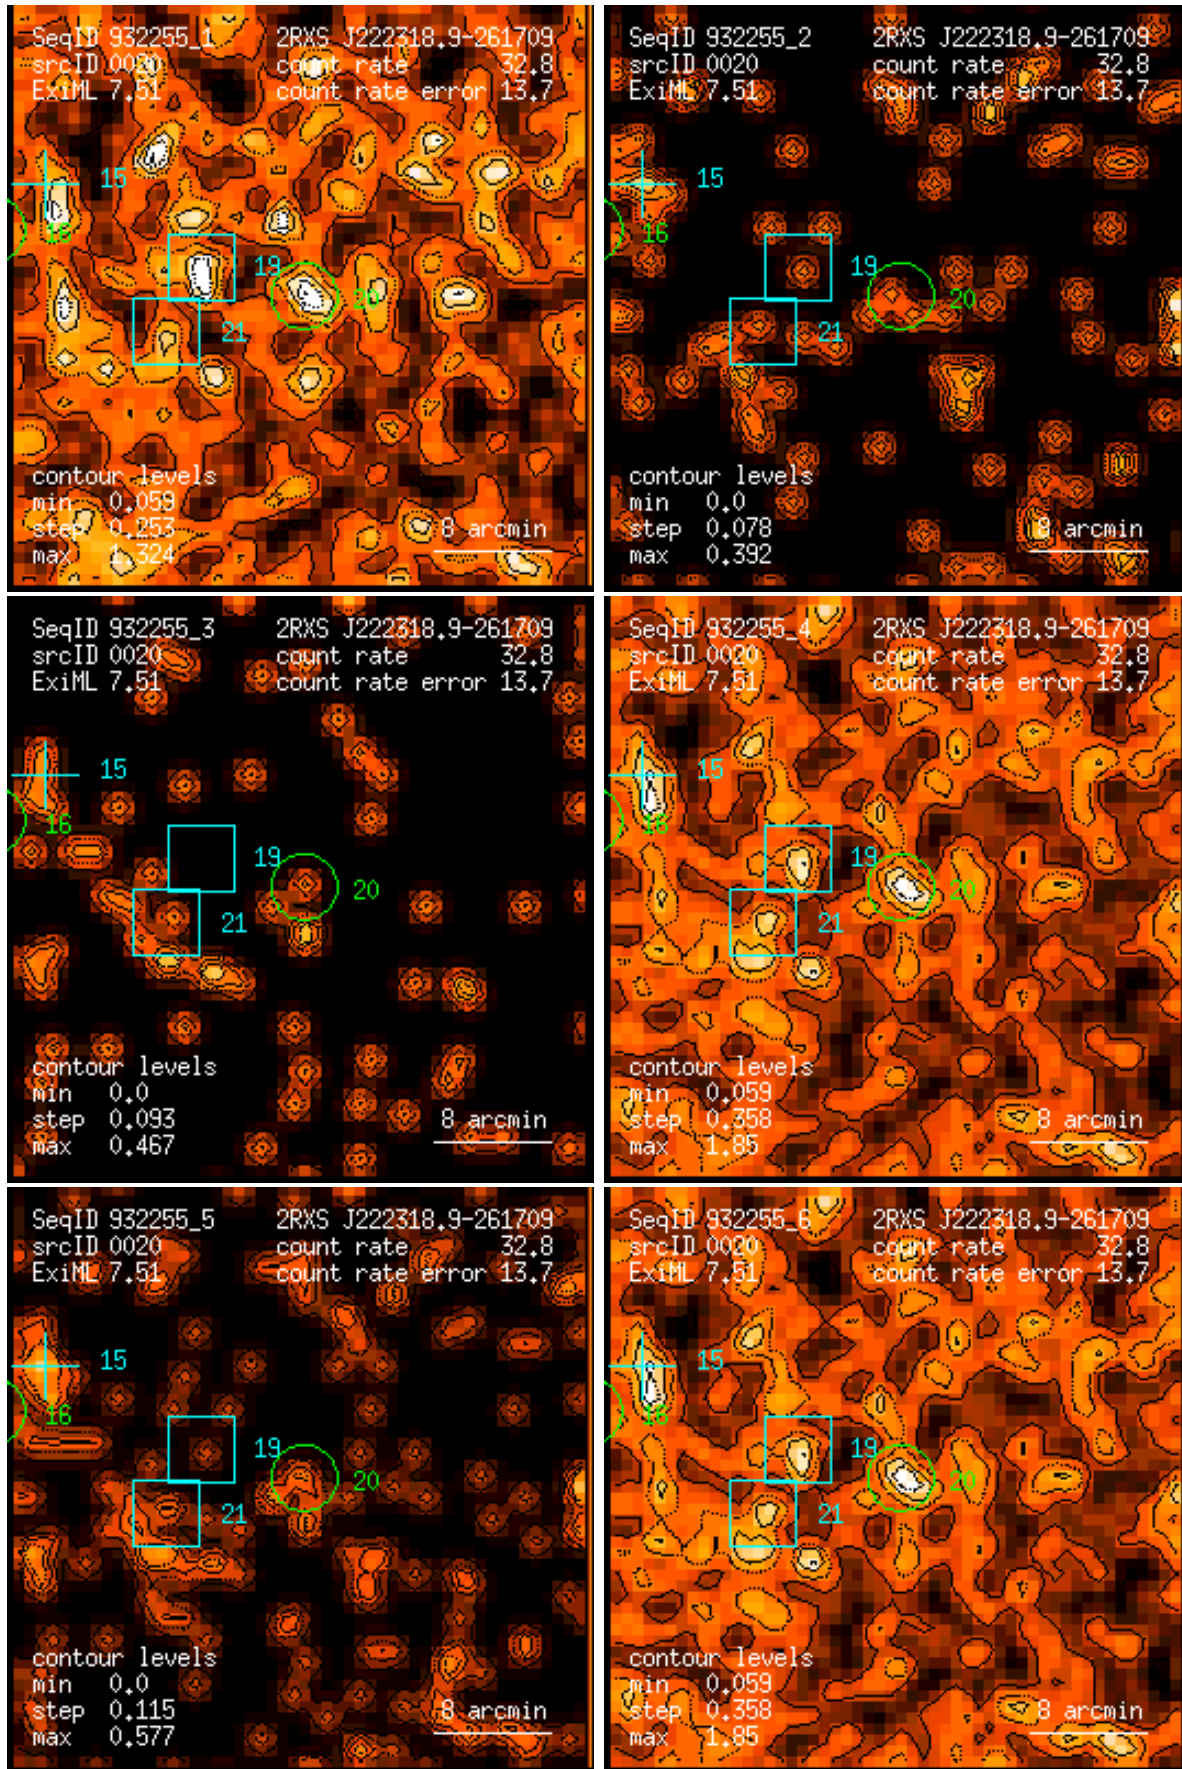 SeqID 932255_1 2RXS J222318.9-261709
srcID 0020 count rate 32.8
ExiML 7.51 count rate error 13.7
15
16
19
20
21
contour levels
min 0.059
step 0.253
max 1.324
8 arcmin
SeqID 932255_2 2RXS J222318.9-261709
srcID 0020 count rate 32.8
ExiML 7.51 count rate error 13.7
15
16
19
20
21
contour levels
min 0.0
step 0.078
max 0.392
8 arcmin
SeqID 932255_3 2RXS J222318.9-261709
srcID 0020 count rate 32.8
ExiML 7.51 count rate error 13.7
15
16
19
20
21
contour levels
min 0.0
step 0.093
max 0.467
8 arcmin
SeqID 932255_4 2RXS J222318.9-261709
srcID 0020 count rate 32.8
ExiML 7.51 count rate error 13.7
15
16
19
20
21
contour levels
min 0.059
step 0.358
max 1.85
8 arcmin
SeqID 932255_5 2RXS J222318.9-261709
srcID 0020 count rate 32.8
ExiML 7.51 count rate error 13.7
15
16
19
20
21
contour levels
min 0.0
step 0.115
max 0.577
8 arcmin
SeqID 932255_6 2RXS J222318.9-261709
srcID 0020 count rate 32.8
ExiML 7.51 count rate error 13.7
15
16
19
20
21
contour levels
min 0.059
step 0.358
max 1.85
8 arcmin